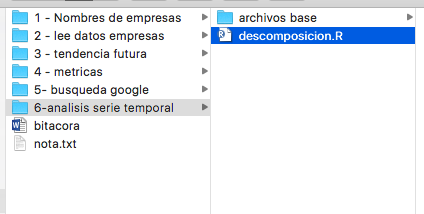 1 - Nombres de empresas
2 - lee datos empresas
3 - tendencia futura
4 - metricas
5- busqueda google
6-analisis serie temporal
bitacora
nota.txt
archivos base
descomposicion.R